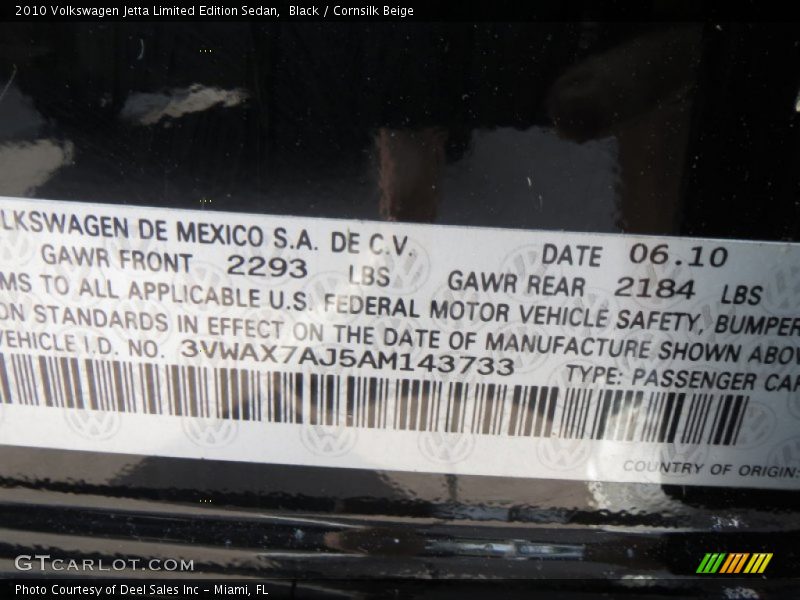 2010 Volkswagen Jetta Limited Edition Sedan, Black / Cornsilk Beige
LKSWAGEN DE MEXICO S.A. DE C.V. DATE 06.10
GAWR FRONT 2293 LBS GAWR REAR 2184 LBS
MS TO ALL APPLICABLE U.S. FEDERAL MOTOR VEHICLE SAFETY, BUMPER
ON STANDARDS IN EFFECT ON THE DATE OF MANUFACTURE SHOWN ABOV
VEHICLE I.D. NO. 3VWAX7AJ5AM143733 TYPE: PASSENGER CAR
COUNTRY OF ORIGIN:
GTCARLOT.COM
Photo Courtesy of Deel Sales Inc - Miami, FL